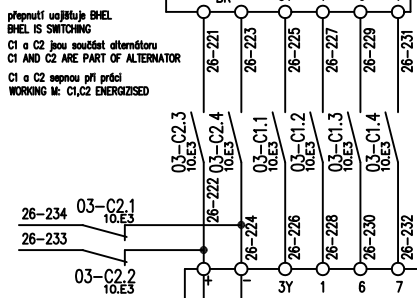 přepnutí uajištuje BHEL
BHEL IS SWITCHING
C1 a C2 jsou součást alternótoru
C1 AND C2 ARE PART OF ALTERNATOR
C1 a C2 sepnou při práci
WORKING M: C1,C2 ENERGIZISED
26-221
26-223
26-225
26-227
26-229
26-231
03-C2.3
10.E3
03-C2.4
10.E3
03-C1.1
10.E3
03-C1.2
10.E3
03-C1.3
10.E3
03-C1.4
10.E3
26-222
26-224
26-226
26-228
26-230
26-232
26-234
03-C2.1
10.E3
26-233
03-C2.2
10.E3
+ - 3Y 1 6 7